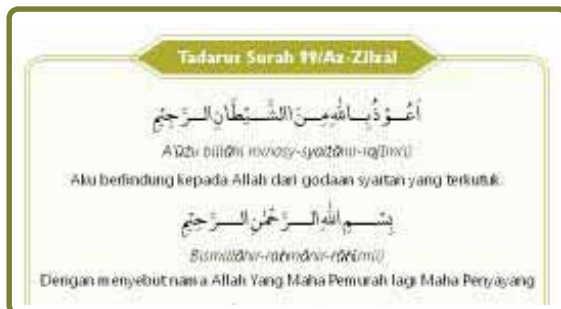 Tadarus Surah 99/Az-Zilzāl
اَعُوْذُ بِاللهِ مِنَ الشَّيْطَانِ الرَّجِيْمِ
A'ūżu billāhi minasy-syaiṭānir-rajīm(i)
Aku berlindung kepada Allah dari godaan syaitan yang terkutuk.
بِسْمِ اللهِ الرَّحْمٰنِ الرَّحِيْمِ
Bismillāhir-raḥmānir-raḥīm(i)
Dengan menyebut nama Allah Yang Maha Pemurah lagi Maha Penyayang